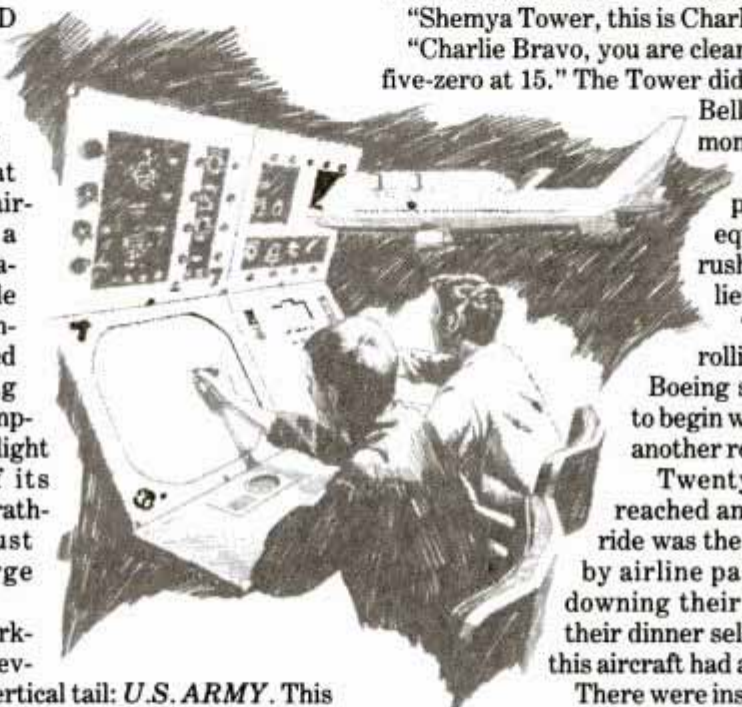 D
at
air-
a
a-
le
n-
ed
g
mp-
light
f its
rath-
ust
rge
rk-
ev-
ertical tail: U.S. ARMY. This
"Shemya Tower, this is Charl
"Charlie Bravo, you are clear
five-zero at 15." The Tower did
Bell
mon
p
eq
rush
lie
rolli
Boeing s
to begin w
another re
Twenty
reached an
ride was the
by airline pa
downing their
their dinner sel
this aircraft had a
There were ins